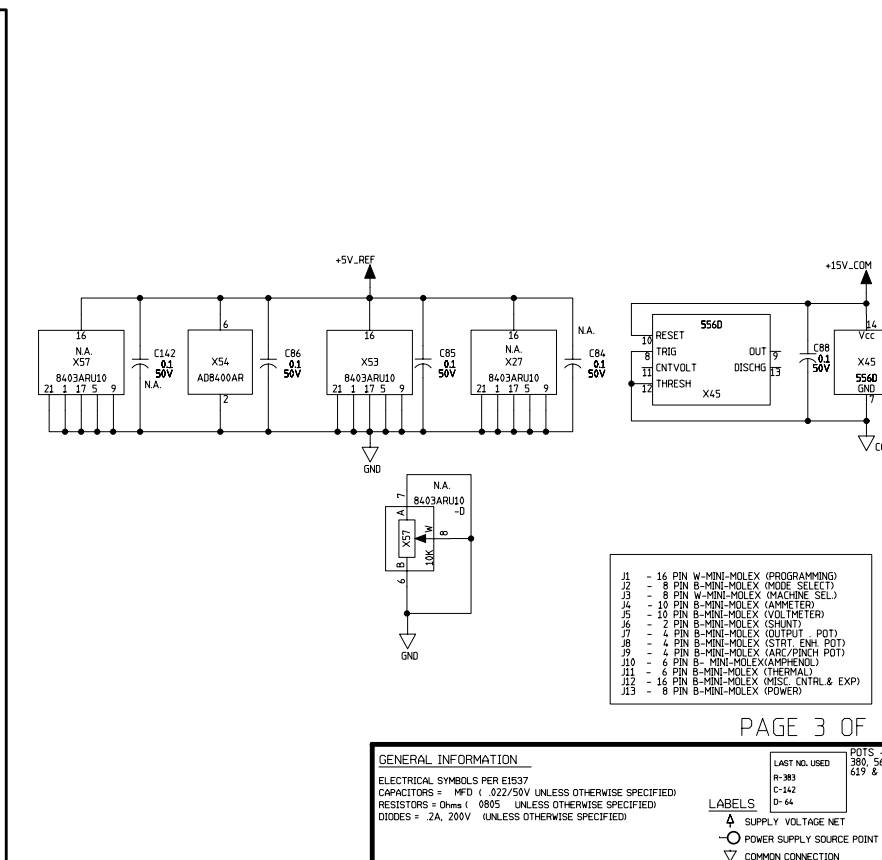 +5V_REF
+15V_COM
16
N.A.
X57
8403ARU10
21 1 17 5 9
C142
0.1
50V
N.A.
6
X54
AD8400AR
2
C86
0.1
50V
16
X53
8403ARU10
21 1 17 5 9
C85
0.1
50V
16
N.A.
X27
8403ARU10
21 1 17 5 9
N.A.
C84
0.1
50V
GND
556D
10 RESET
8 TRIG
11 CNTVOLT
12 THRESH
OUT 9
DISCHG 13
X45
C88
0.1
50V
14
Vcc
X45
556D
GND
7
N.A.
8403ARU10
-D
7
A
X57
W
8
10K
B
6
GND
J1 - 16 PIN W-MINI-MOLEX (PROGRAMMING)
J2 - 8 PIN B-MINI-MOLEX (MODE SELECT)
J3 - 8 PIN W-MINI-MOLEX (MACHINE SEL.)
J4 - 10 PIN B-MINI-MOLEX (AMMETER)
J5 - 10 PIN B-MINI-MOLEX (VOLTMETER)
J6 - 2 PIN B-MINI-MOLEX (SHUNT)
J7 - 4 PIN B-MINI-MOLEX (OUTPUT . POT)
J8 - 4 PIN B-MINI-MOLEX (STRT. ENH. POT)
J9 - 4 PIN B-MINI-MOLEX (ARC/PINCH POT)
J10 - 6 PIN B- MINI-MOLEX(AMPHENOL)
J11 - 6 PIN B-MINI-MOLEX (THERMAL)
J12 - 16 PIN B-MINI-MOLEX (MISC. CNTRL.& EXP)
J13 - 8 PIN B-MINI-MOLEX (POWER)
PAGE 3 OF
GENERAL INFORMATION
ELECTRICAL SYMBOLS PER E1537
CAPACITORS = MFD ( .022/50V UNLESS OTHERWISE SPECIFIED)
RESISTORS = Ohms ( 0805 UNLESS OTHERWISE SPECIFIED)
DIODES = .2A, 200V (UNLESS OTHERWISE SPECIFIED)
LAST NO. USED
R-383
C-142
D- 64
POTS -
619 &
LABELS
SUPPLY VOLTAGE NET
POWER SUPPLY SOURCE POINT
COMMON CONNECTION